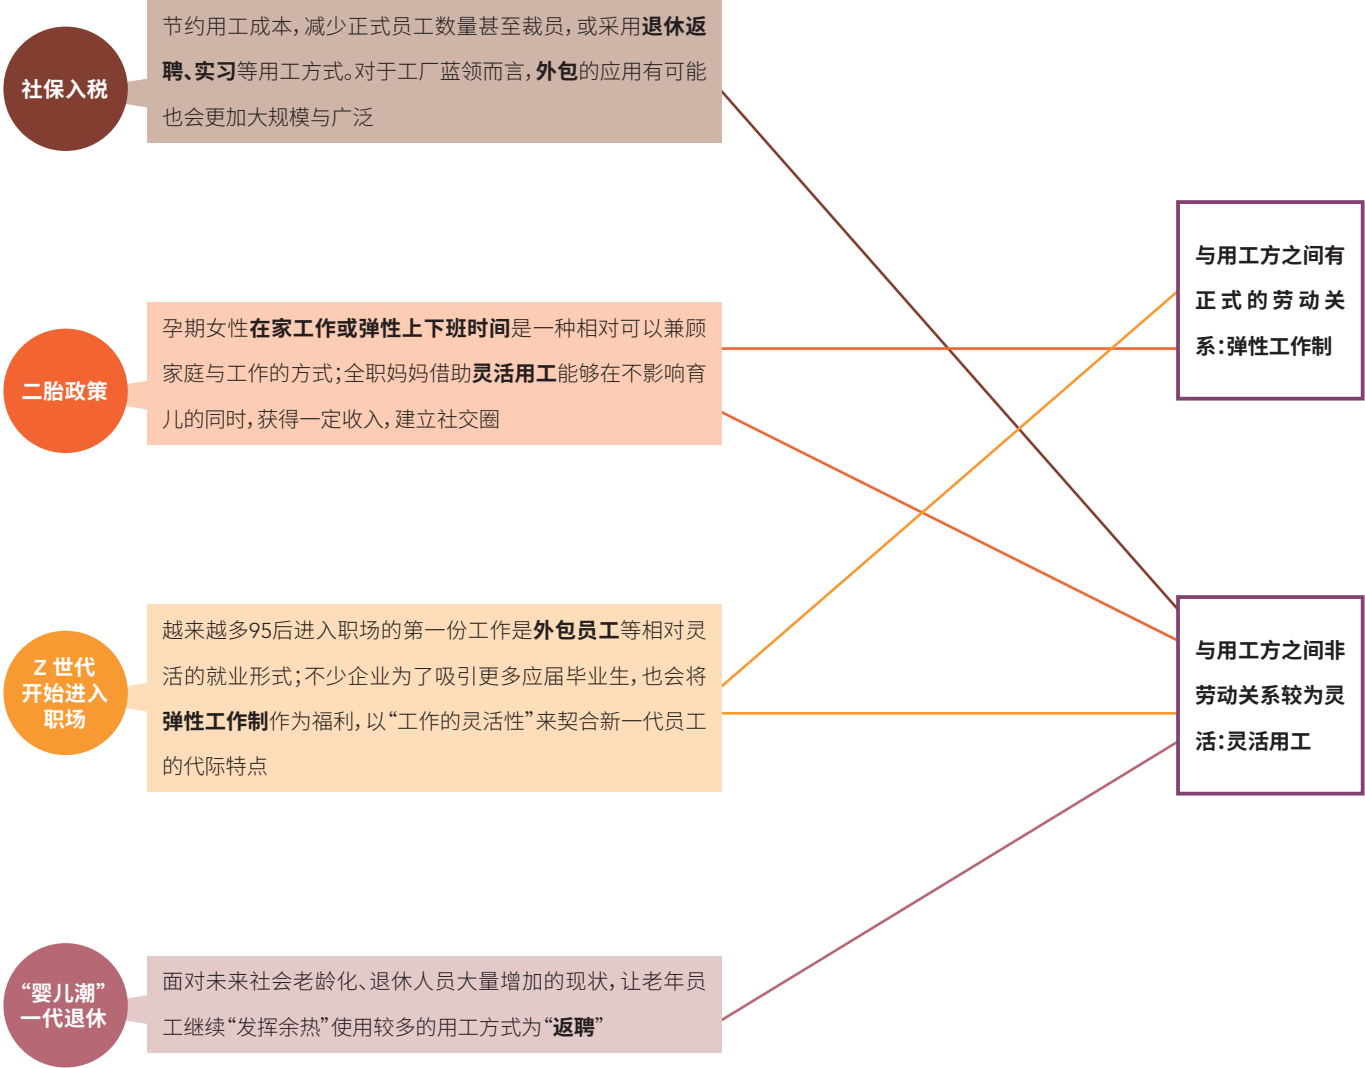 社保入税
节约用工成本，减少正式员工数量甚至裁员，或采用退休返
聘、实习等用工方式。对于工厂蓝领而言，外包的应用有可能
也会更加大规模与广泛
与用工方之间有
正式的劳动关
系：弹性工作制
二胎政策
孕期女性在家工作或弹性上下班时间是一种相对可以兼顾
家庭与工作的方式；全职妈妈借助灵活用工能够在不影响育
儿的同时，获得一定收入，建立社交圈
Z 世代
开始进入
职场
越来越多95后进入职场的第一份工作是外包员工等相对灵
活的就业形式；不少企业为了吸引更多应届毕业生，也会将
弹性工作制作为福利，以“工作的灵活性”来契合新一代员工
的代际特点
与用工方之间非
劳动关系较为灵
活：灵活用工
“婴儿潮”
一代退休
面对未来社会老龄化、退休人员大量增加的现状，让老年员
工继续“发挥余热”使用较多的用工方式为“返聘”